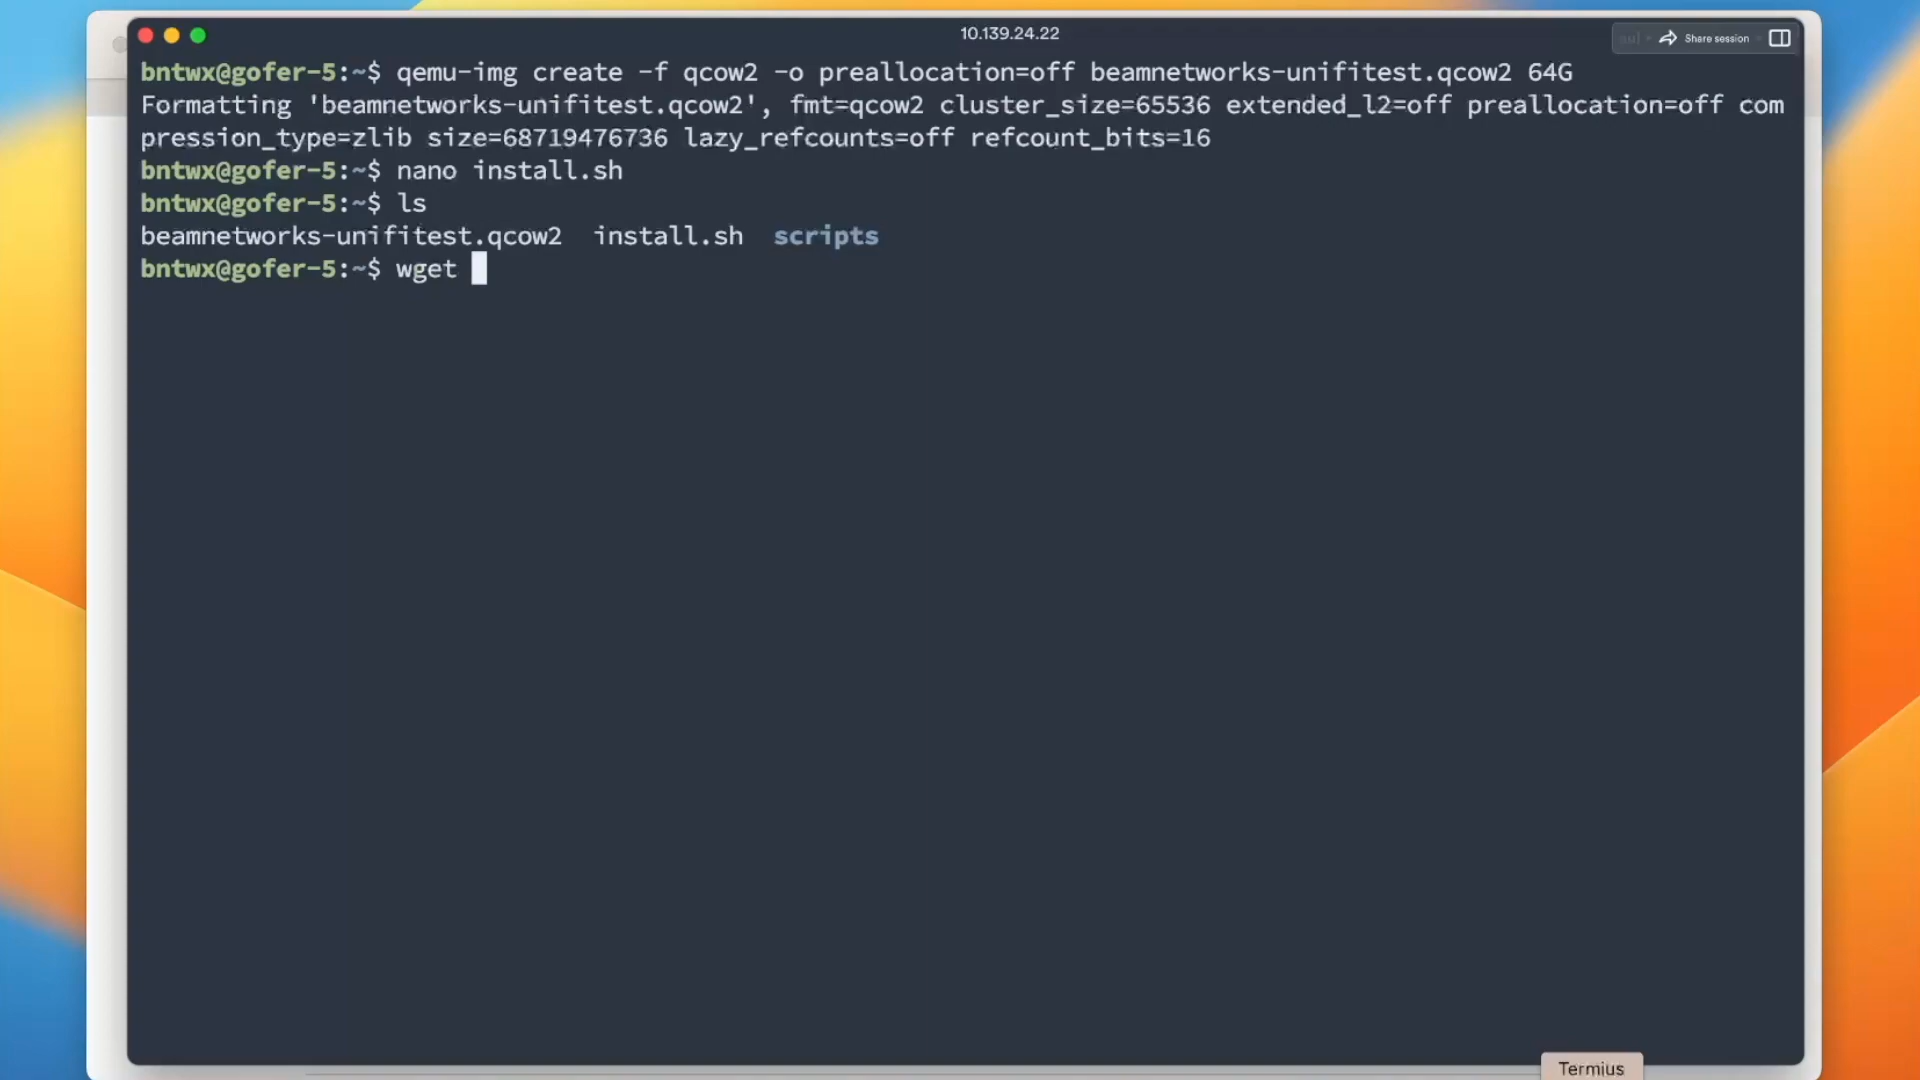 10.139.24.22
Share session
bntwx@gofer-5:~$ qemu-img create -f qcow2 -o preallocation=off beamnetworks-unifitest.qcow2 64G
Formatting 'beamnetworks-unifitest.qcow2', fmt=qcow2 cluster_size=65536 extended_l2=off preallocation=off com
pression_type=zlib size=68719476736 lazy_refcounts=off refcount_bits=16
bntwx@gofer-5:~$ nano install.sh
bntwx@gofer-5:~$ ls
beamnetworks-unifitest.qcow2  install.sh  scripts
bntwx@gofer-5:~$ wget
Termius